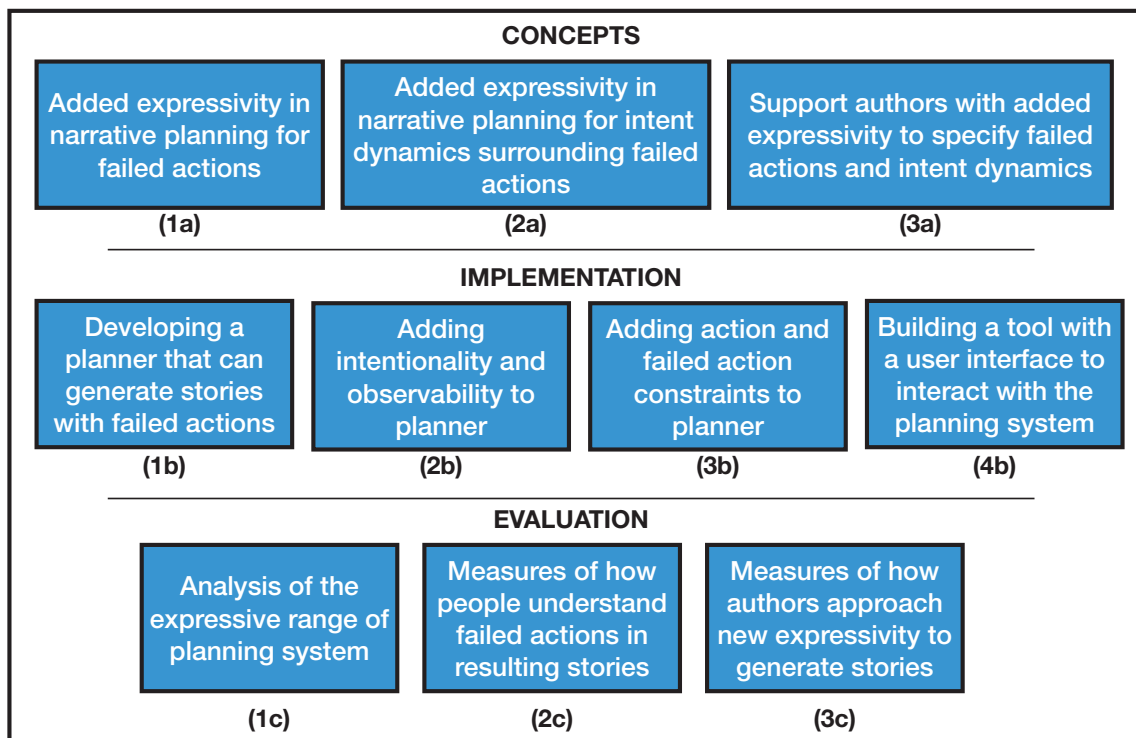 CONCEPTS
Added expressivity in
narrative planning for
failed actions
(1a)
Added expressivity in
narrative planning for intent
dynamics surrounding failed
actions
(2a)
Support authors with added
expressivity to specify failed
actions and intent dynamics
(3a)
IMPLEMENTATION
Developing a
planner that can
generate stories
with failed actions
(1b)
Adding
intentionality and
observability to
planner
(2b)
Adding action and
failed action
constraints to
planner
(3b)
Building a tool with
a user interface to
interact with the
planning system
(4b)
EVALUATION
Analysis of the
expressive range of
planning system
(1c)
Measures of how
people understand
failed actions in
resulting stories
(2c)
Measures of how
authors approach
new expressivity to
generate stories
(3c)